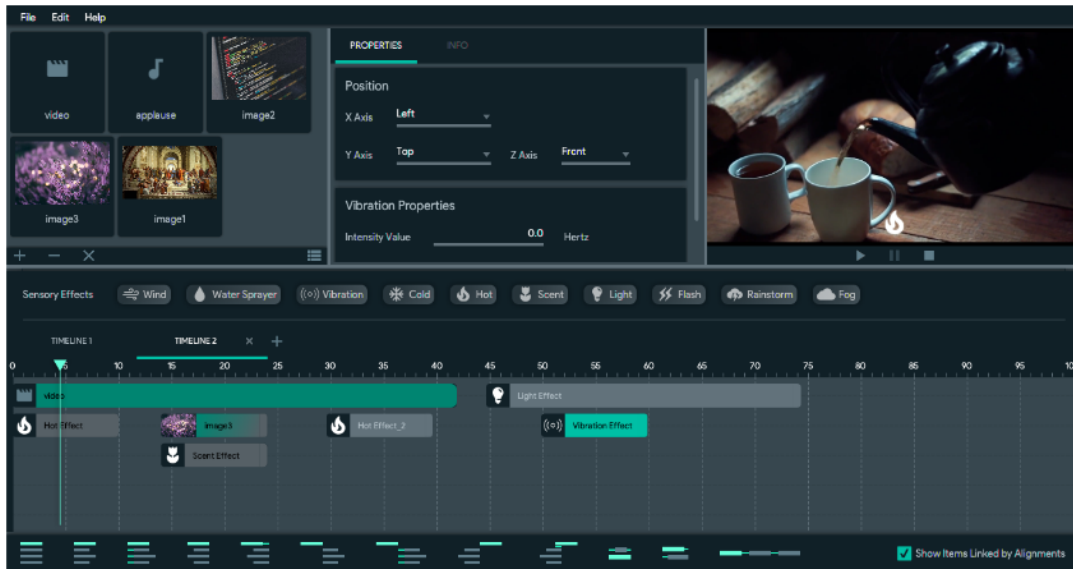 File Edit Help
video applause image2
image3 image1
PROPERTIES INFO
Position
X Axis Left
Y Axis Top Z Axis Front
Vibration Properties
Intensity Value 0.0 Hertz
Sensory Effects Wind Water Sprayer Vibration Cold Hot Scent Light Flash Rainstorm Fog
TIMELINE 1 TIMELINE 2
0 5 10 15 20 25 30 35 40 45 50 55 60 65 70 75 80 85 90 95 10
video Light Effect
Hot Effect image3 Hot Effect_2 Vibration Effect
Scent Effect
Show Items Linked by Alignments